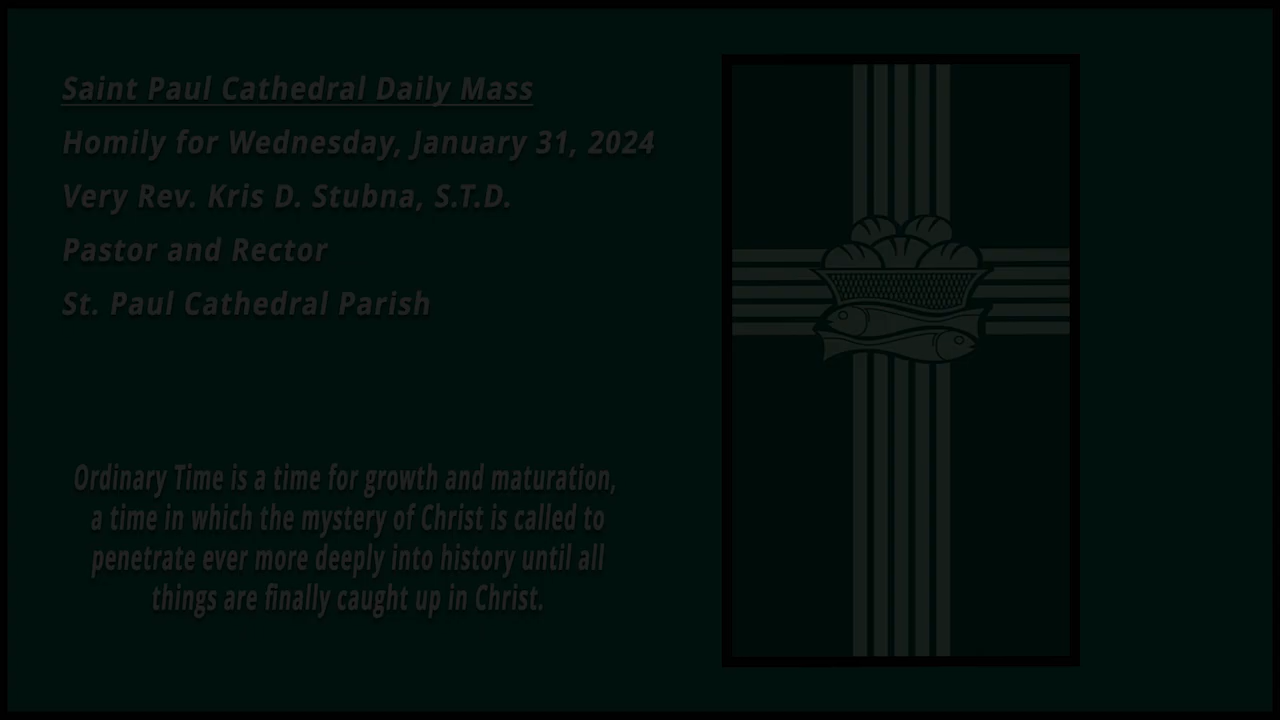 Saint Paul Cathedral Daily Mass
Homily for Wednesday, January 31, 2024
Very Rev. Kris D. Stubna, S.T.D.
Pastor and Rector
St. Paul Cathedral Parish
Ordinary Time is a time for growth and maturation,
a time in which the mystery of Christ is called to
penetrate ever more deeply into history until all
things are finally caught up in Christ.